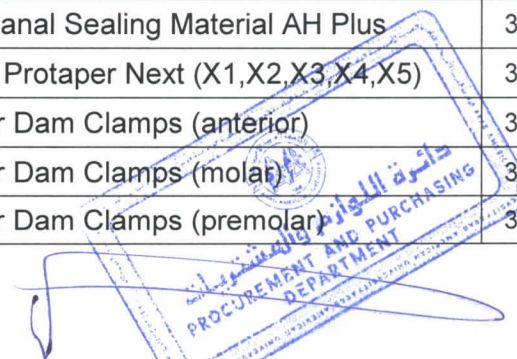 anal Sealing Material AH Plus 3
Protaper Next (X1,X2,X3,X4,X5) 3
r Dam Clamps (anterior) 3
r Dam Clamps (molar) 3
r Dam Clamps (premolar) 3
دائرة اللوازم والمشتريات
PROCUREMENT AND PURCHASING
DEPARTMENT